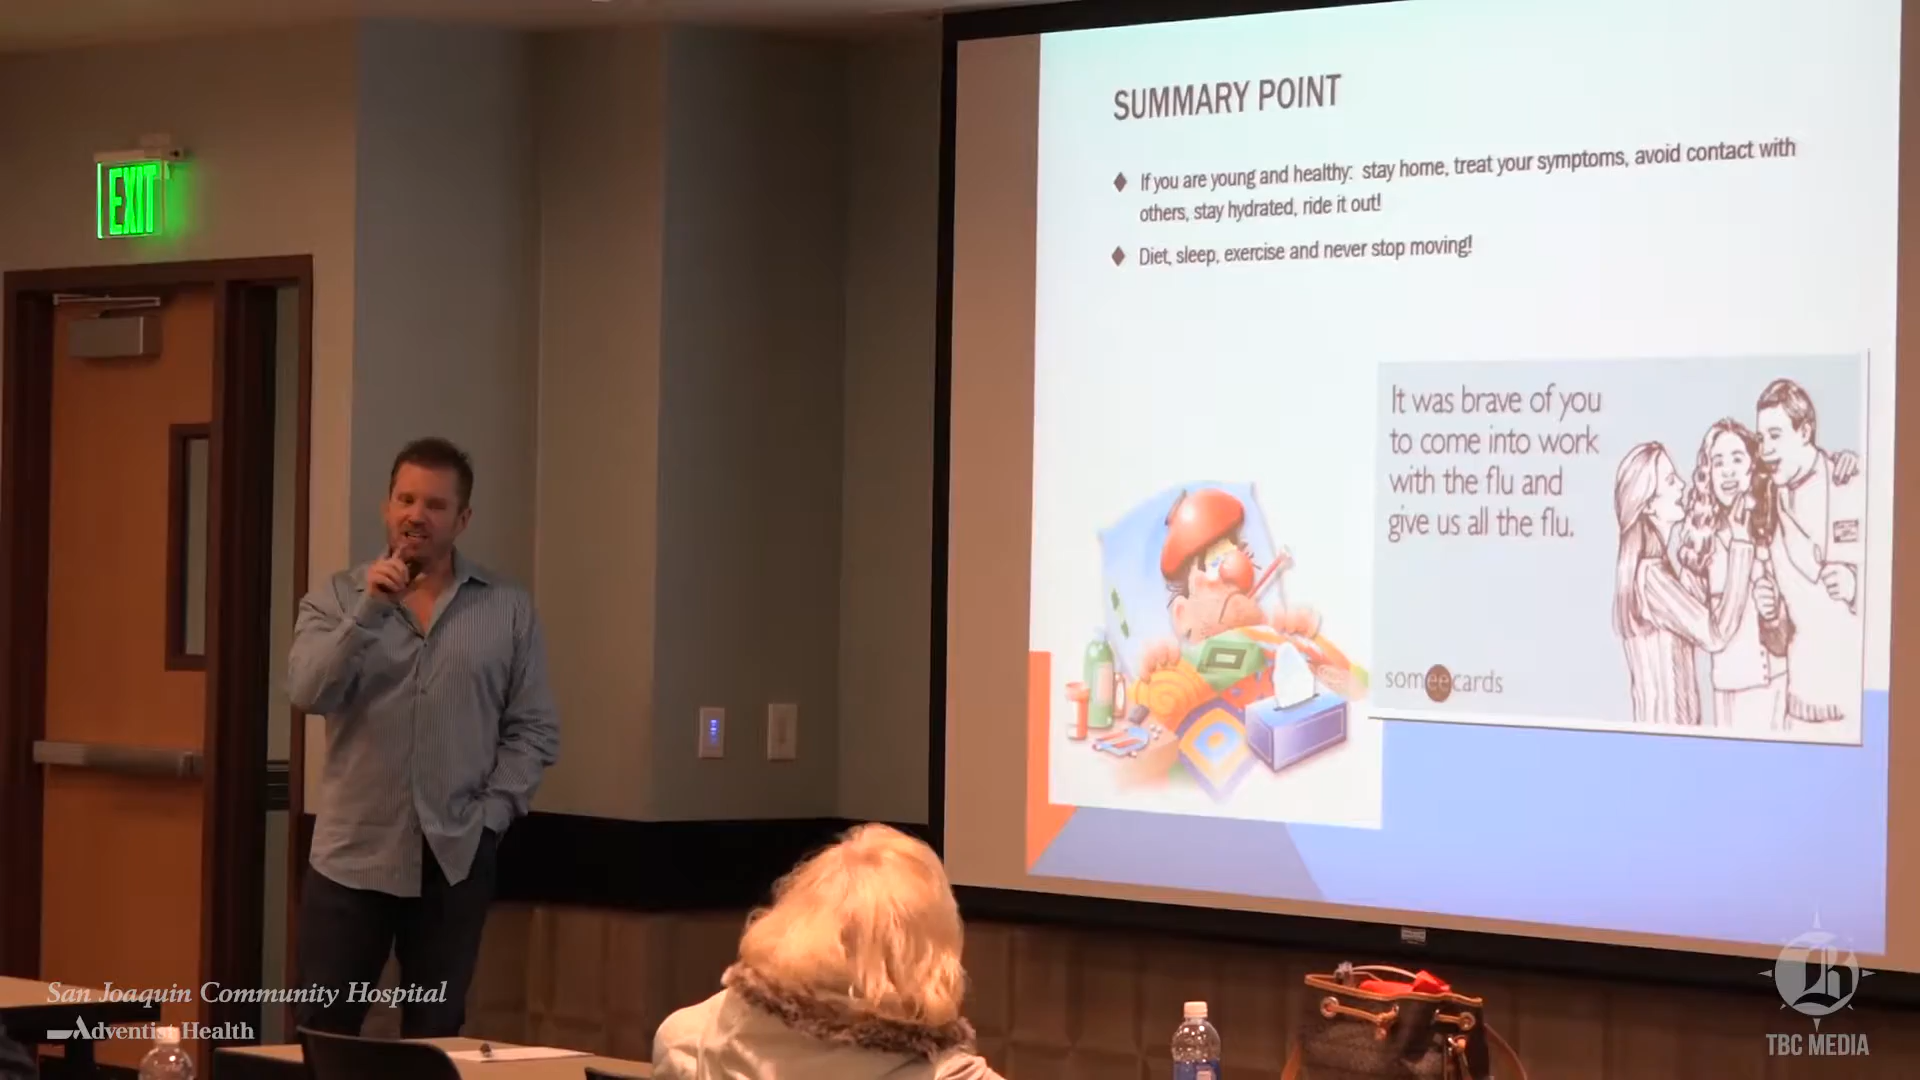 EXIT
SUMMARY POINT
If you are young and healthy: stay home, treat your symptoms, avoid contact with
others, stay hydrated, ride it out!
Diet, sleep, exercise and never stop moving!
It was brave of you
to come into work
with the flu and
give us all the flu.
someecards
San Joaquin Community Hospital
Adventist Health
TBC MEDIA